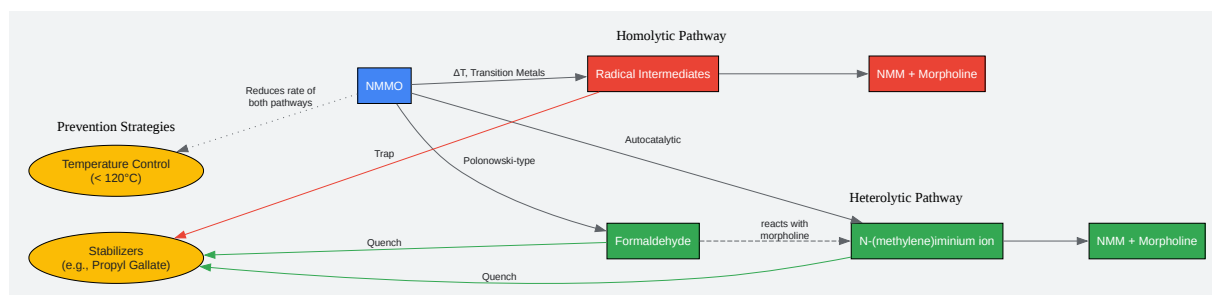 Homolytic Pathway
ΔT, Transition Metals
Radical Intermediates
NMM + Morpholine
NMMO
Reduces rate of
both pathways
Prevention Strategies
Temperature Control
(< 120°C)
Trap
Polonowski-type
Autocatalytic
Heterolytic Pathway
Stabilizers
(e.g., Propyl Gallate)
Quench
Formaldehyde
reacts with
morpholine
N-(methylene)iminium ion
NMM + Morpholine
Quench